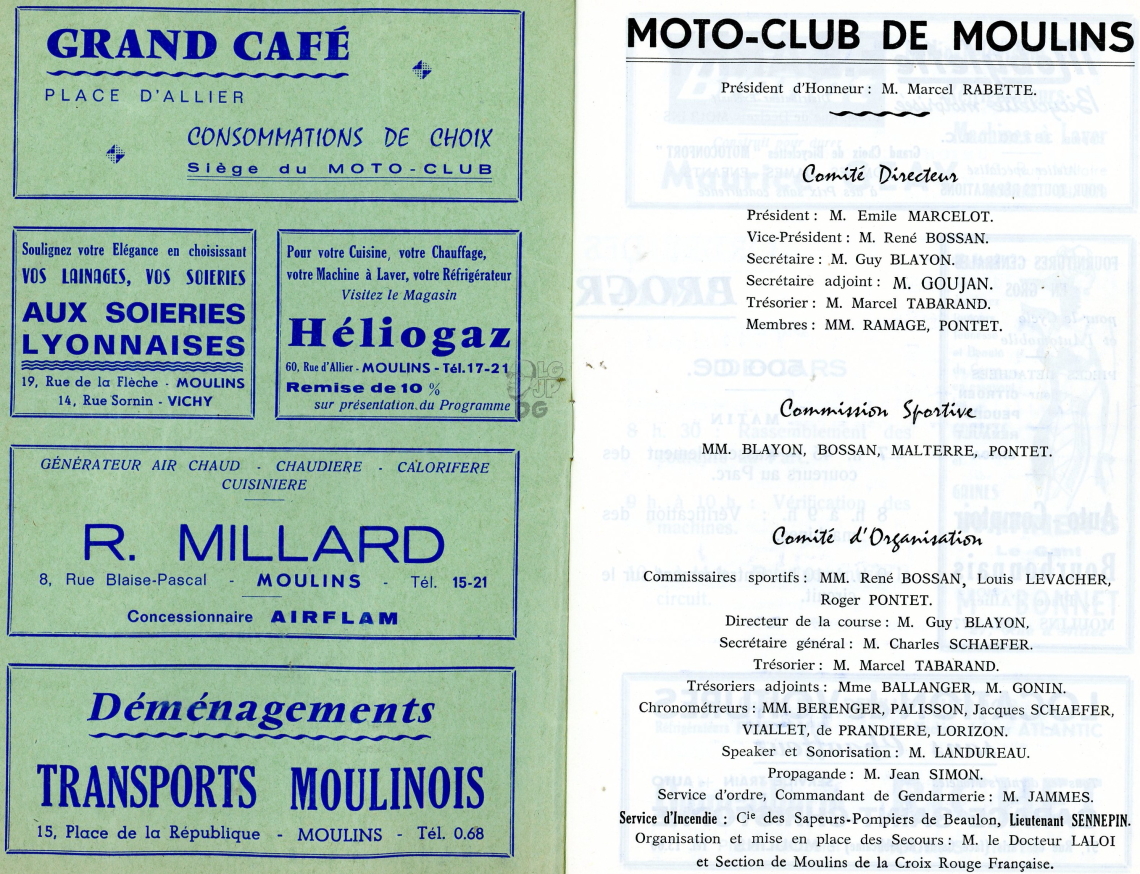 GRAND CAFÉ
PLACE D'ALLIER
CONSOMMATIONS DE CHOIX
Siège du MOTO-CLUB
Soulignez votre Elégance en choisissant
VOS LAINAGES, VOS SOIERIES
AUX SOIERIES
LYONNAISES
19, Rue de la Flèche - MOULINS
14, Rue Sornin - VICHY
Pour votre Cuisine, votre Chauffage,
votre Machine à Laver, votre Réfrigérateur
Visitez le Magasin
Héliogaz
60, Rue d'Allier - MOULINS - Tél. 17-21
Remise de 10 %
sur présentation du Programme
GÉNÉRATEUR AIR CHAUD - CHAUDIERE - CALORIFERE
CUISINIERE
R. MILLARD
8, Rue Blaise-Pascal - MOULINS - Tél. 15-21
Concessionnaire AIRFLAM
Déménagements
TRANSPORTS MOULINOIS
15, Place de la République - MOULINS - Tél. 0.68
MOTO-CLUB DE MOULINS
Président d'Honneur : M. Marcel RABETTE.
Comité Directeur
Président : M. Emile MARCELOT.
Vice-Président : M. René BOSSAN.
Secrétaire : M. Guy BLAYON.
Secrétaire adjoint : M. GOUJAN.
Trésorier : M. Marcel TABARAND.
Membres : MM. RAMAGE, PONTET.
Commission Sportive
MM. BLAYON, BOSSAN, MALTERRE, PONTET.
Comité d'Organisation
Commissaires sportifs : MM. René BOSSAN, Louis LEVACHER,
Roger PONTET.
Directeur de la course : M. Guy BLAYON.
Secrétaire général : M. Charles SCHAEFER.
Trésorier : M. Marcel TABARAND.
Trésoriers adjoints : Mme BALLANGER, M. GONIN.
Chronométreurs : MM. BERENGER, PALISSON, Jacques SCHAEFER,
VIALLET, de PRANDIERE, LORIZON.
Speaker et Sonorisation : M. LANDUREAU.
Propagande : M. Jean SIMON.
Service d'ordre, Commandant de Gendarmerie : M. JAMMES.
Service d'Incendie : Cie des Sapeurs-Pompiers de Beaulon, Lieutenant SENNEPIN.
Organisation et mise en place des Secours : M. le Docteur LALOI
et Section de Moulins de la Croix Rouge Française.